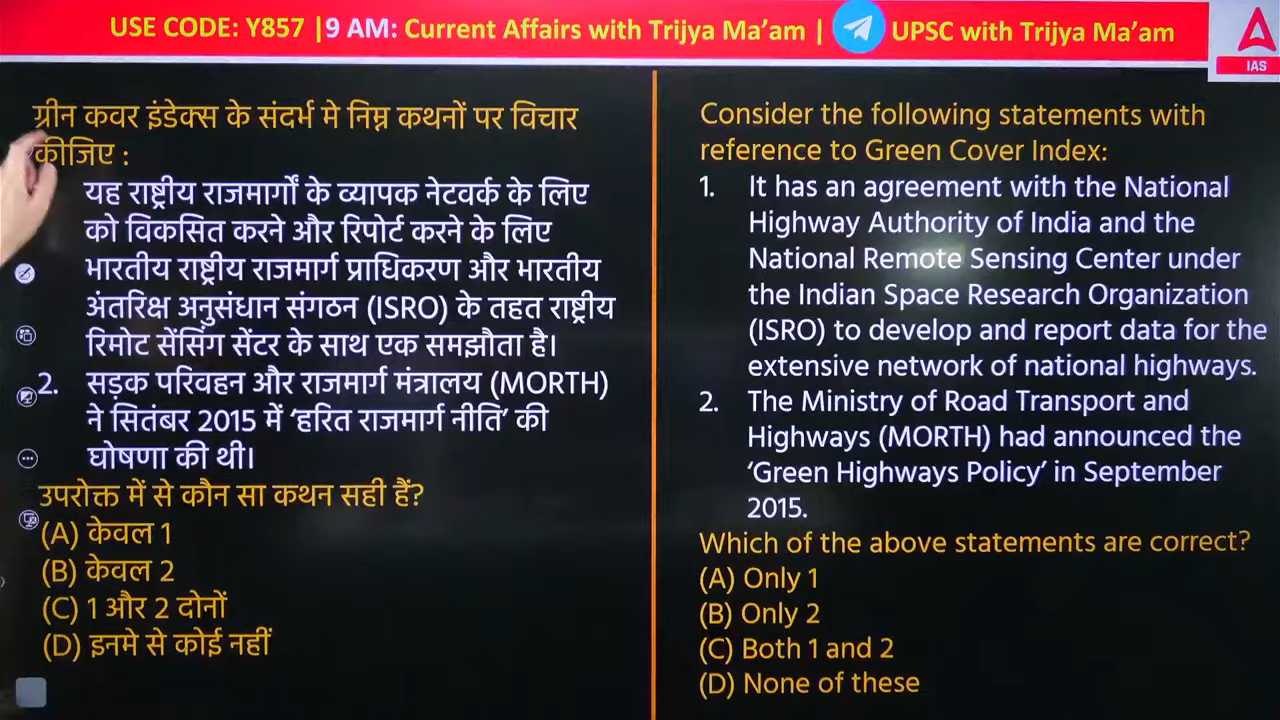 USE CODE: Y857 |9 AM: Current Affairs with Trijya Ma’am | UPSC with Trijya Ma’am
IAS
ग्रीन कवर इंडेक्स के संदर्भ मे निम्न कथनों पर विचार
कीजिए :
यह राष्ट्रीय राजमार्गों के व्यापक नेटवर्क के लिए
को विकसित करने और रिपोर्ट करने के लिए
भारतीय राष्ट्रीय राजमार्ग प्राधिकरण और भारतीय
अंतरिक्ष अनुसंधान संगठन (ISRO) के तहत राष्ट्रीय
रिमोट सेंसिंग सेंटर के साथ एक समझौता है।
2. सड़क परिवहन और राजमार्ग मंत्रालय (MORTH)
ने सितंबर 2015 में ‘हरित राजमार्ग नीति’ की
घोषणा की थी।
उपरोक्त में से कौन सा कथन सही हैं?
(A) केवल 1
(B) केवल 2
(C) 1 और 2 दोनों
(D) इनमे से कोई नहीं
Consider the following statements with
reference to Green Cover Index:
1. It has an agreement with the National
Highway Authority of India and the
National Remote Sensing Center under
the Indian Space Research Organization
(ISRO) to develop and report data for the
extensive network of national highways.
2. The Ministry of Road Transport and
Highways (MORTH) had announced the
‘Green Highways Policy’ in September
2015.
Which of the above statements are correct?
(A) Only 1
(B) Only 2
(C) Both 1 and 2
(D) None of these